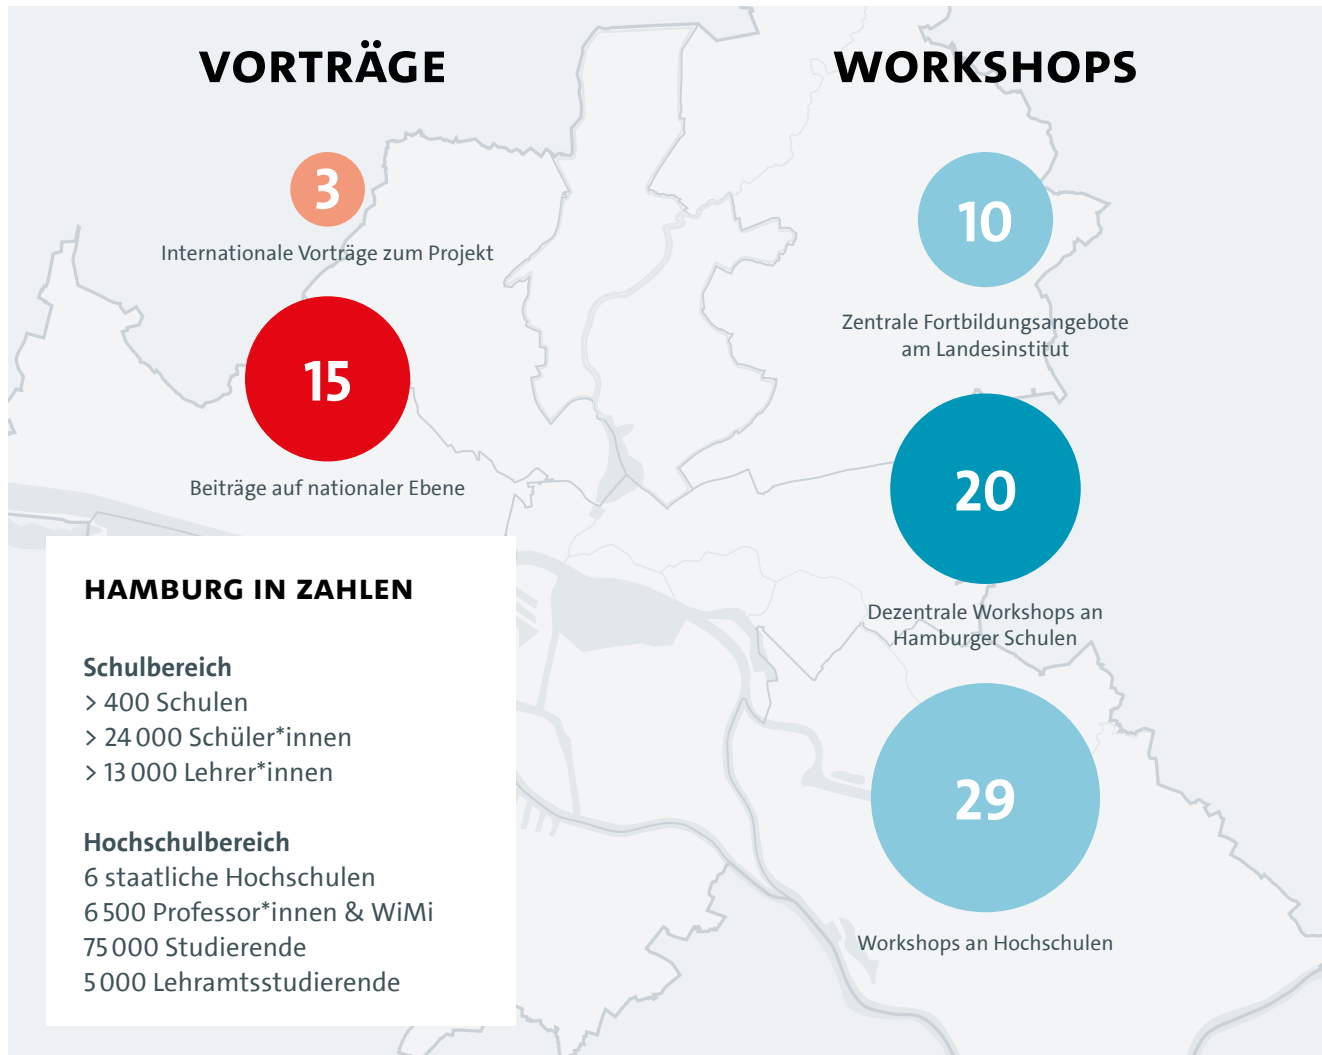 VORTRÄGE
3
Internationale Vorträge zum Projekt
15
Beiträge auf nationaler Ebene
WORKSHOPS
10
Zentrale Fortbildungsangebote
am Landesinstitut
20
Dezentrale Workshops an
Hamburger Schulen
29
Workshops an Hochschulen
HAMBURG IN ZAHLEN
Schulbereich
> 400 Schulen
> 24 000 Schüler*innen
> 13 000 Lehrer*innen
Hochschulbereich
6 staatliche Hochschulen
6 500 Professor*innen & WiMi
75 000 Studierende
5 000 Lehramtsstudierende